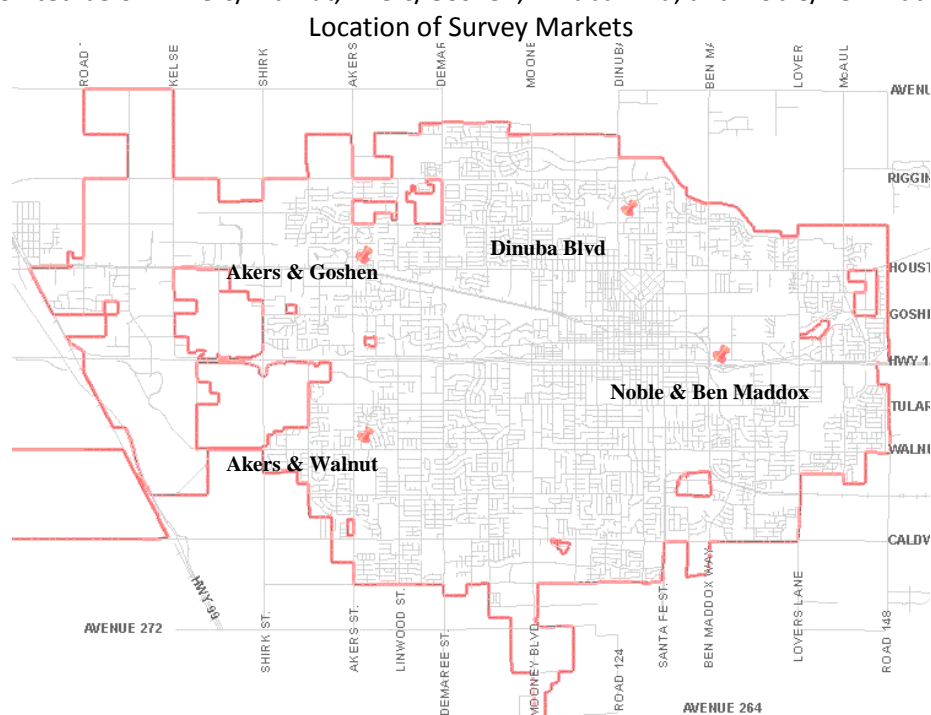 Location of Survey Markets
ROAD
KELSE
SHIRK
AKERS
DEMAR
MOONE
DINUBA
BEN MA
LOVER
McAUL
AVENU
RIGGIN
Dinuba Blvd
Akers & Goshen
HOUST
GOSHE
HWY 1
Noble & Ben Maddox
TULAR
WALNU
Akers & Walnut
CALDW
HWY 99
AVENUE 272
SHIRK ST.
AKERS ST.
LINWOOD ST.
DEMAREE ST.
MOONEY BLVD.
ROAD 124
SANTA FE ST.
BEN MADDOX WAY
LOVERS LANE
ROAD 148
AVENUE 264